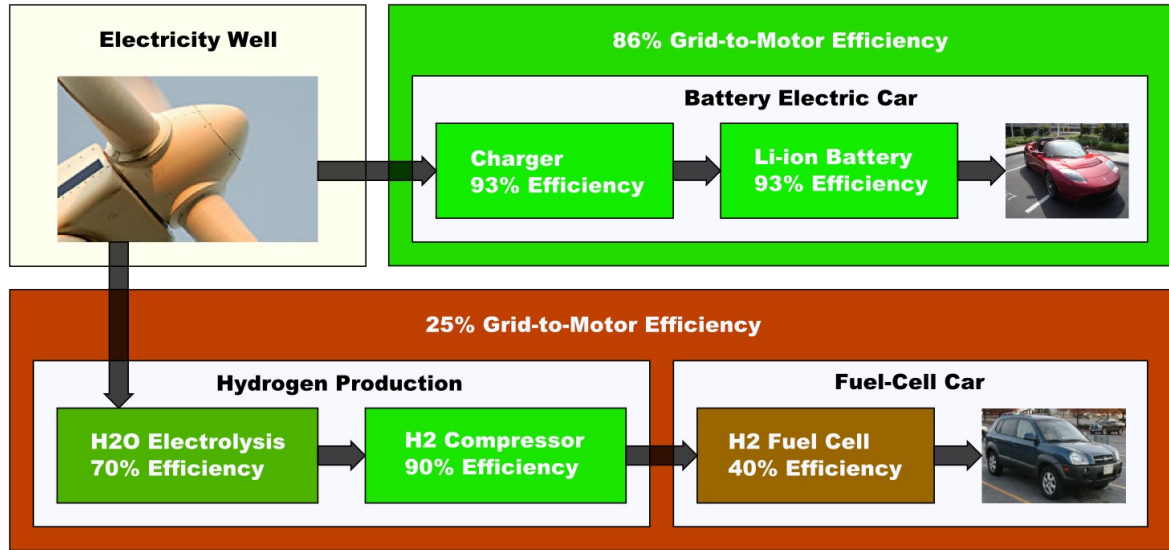 Electricity Well
86% Grid-to-Motor Efficiency
Battery Electric Car
Charger
93% Efficiency
Li-ion Battery
93% Efficiency
25% Grid-to-Motor Efficiency
Hydrogen Production
H2O Electrolysis
70% Efficiency
H2 Compressor
90% Efficiency
Fuel-Cell Car
H2 Fuel Cell
40% Efficiency